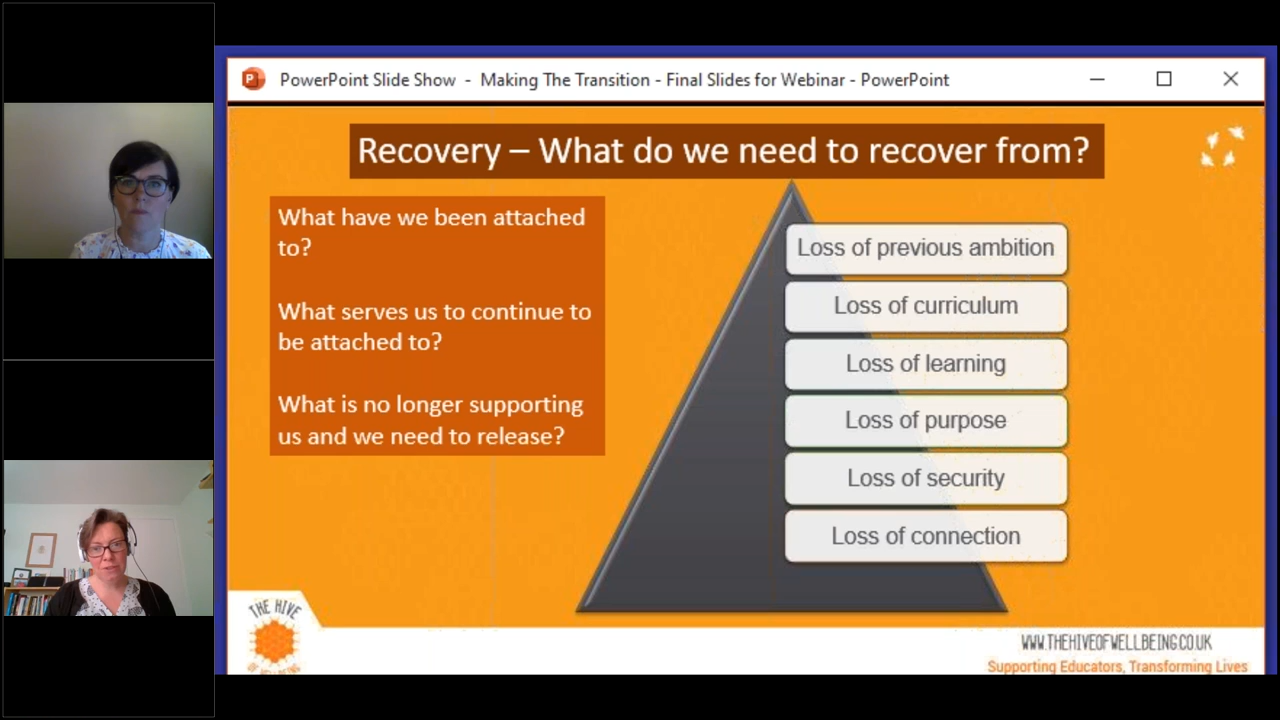 PowerPoint Slide Show - Making The Transition - Final Slides for Webinar - PowerPoint
Recovery – What do we need to recover from?
What have we been attached
to?
What serves us to continue to
be attached to?
What is no longer supporting
us and we need to release?
Loss of previous ambition
Loss of curriculum
Loss of learning
Loss of purpose
Loss of security
Loss of connection
THE HIVE
OF WELLBEING
WWW.THEHIVEOFWELLBEING.CO.UK
Supporting Educators, Transforming Lives